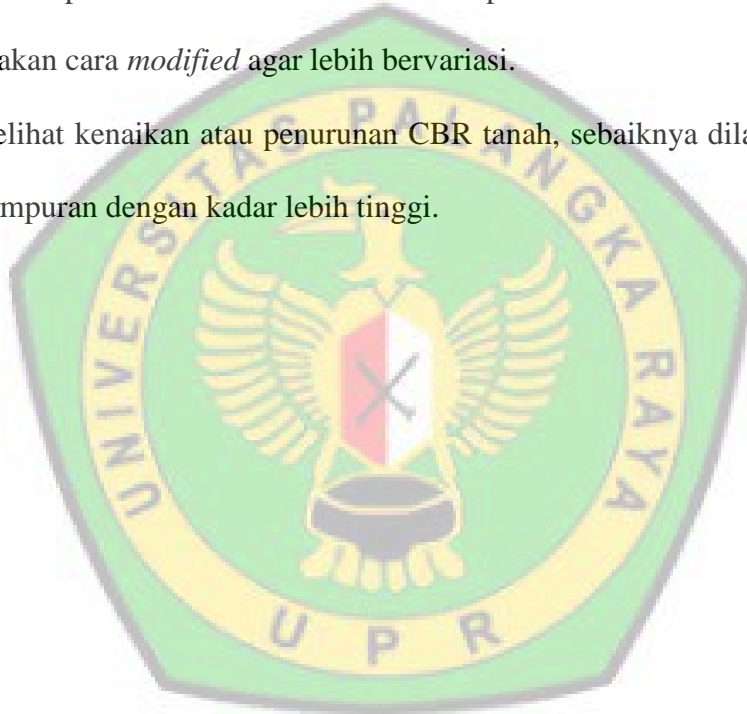 akan cara modified agar lebih bervariasi.
elihat kenaikan atau penurunan CBR tanah, sebaiknya
mpuran dengan kadar lebih tinggi.
UNIVERSITAS PALANGKA RAYA
UPR